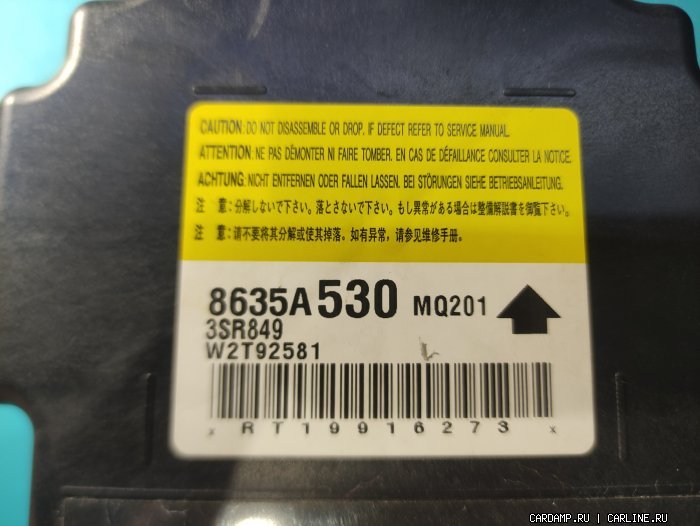 CAUTION: DO NOT DISASSEMBLE OR DROP. IF DEFECT REFER TO SERVICE MANUAL.
ATTENTION: NE PAS DÉMONTER NI FAIRE TOMBER. EN CAS DE DÉFAILLANCE CONSULTER LA NOTICE.
ACHTUNG: NICHT ENTFERNEN ODER FALLEN LASSEN. BEI STÖRUNGEN SIEHE BETRIEBSANLEITUNG.
注 意:分解しないで下さい。落とさないで下さい。もし異常がある場合は整備解説書を御覧下さい。
注 意:请不要将其分解或使其掉落。如有异常,请参见维修手册。
8635A530 MQ201
3SR849
W2T92581
* RT19916273 *
CARDAMP.RU | CARLINE.RU